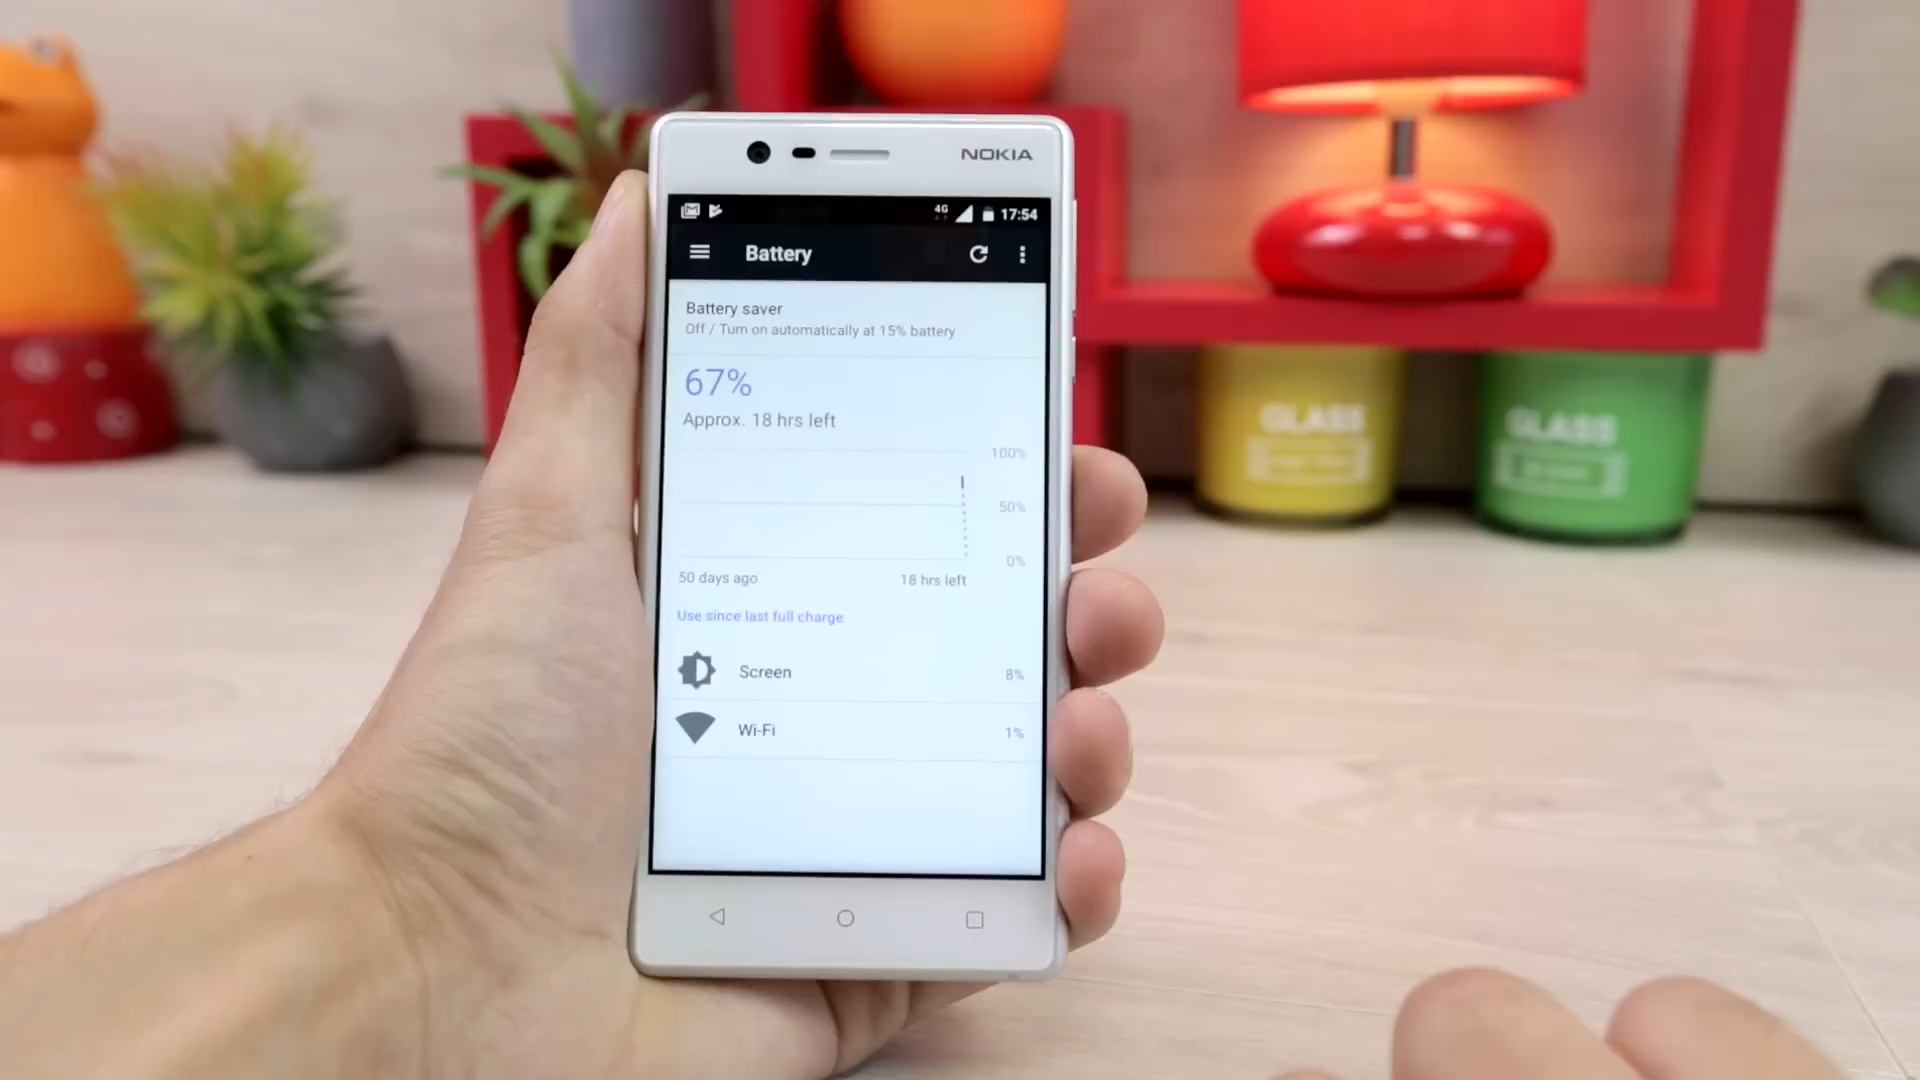 NOKIA
4G
17:54
Battery
Battery saver
Off / Turn on automatically at 15% battery
67%
Approx. 18 hrs left
100%
50%
0%
50 days ago
18 hrs left
Use since last full charge
Screen
8%
Wi-Fi
1%
GLASS
GLASS